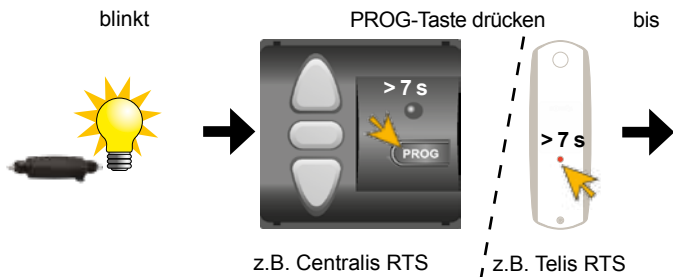 blinkt PROG-Taste drücken bis
> 7 s
> 7 s
PROG
z.B. Centralis RTS z.B. Telis RTS